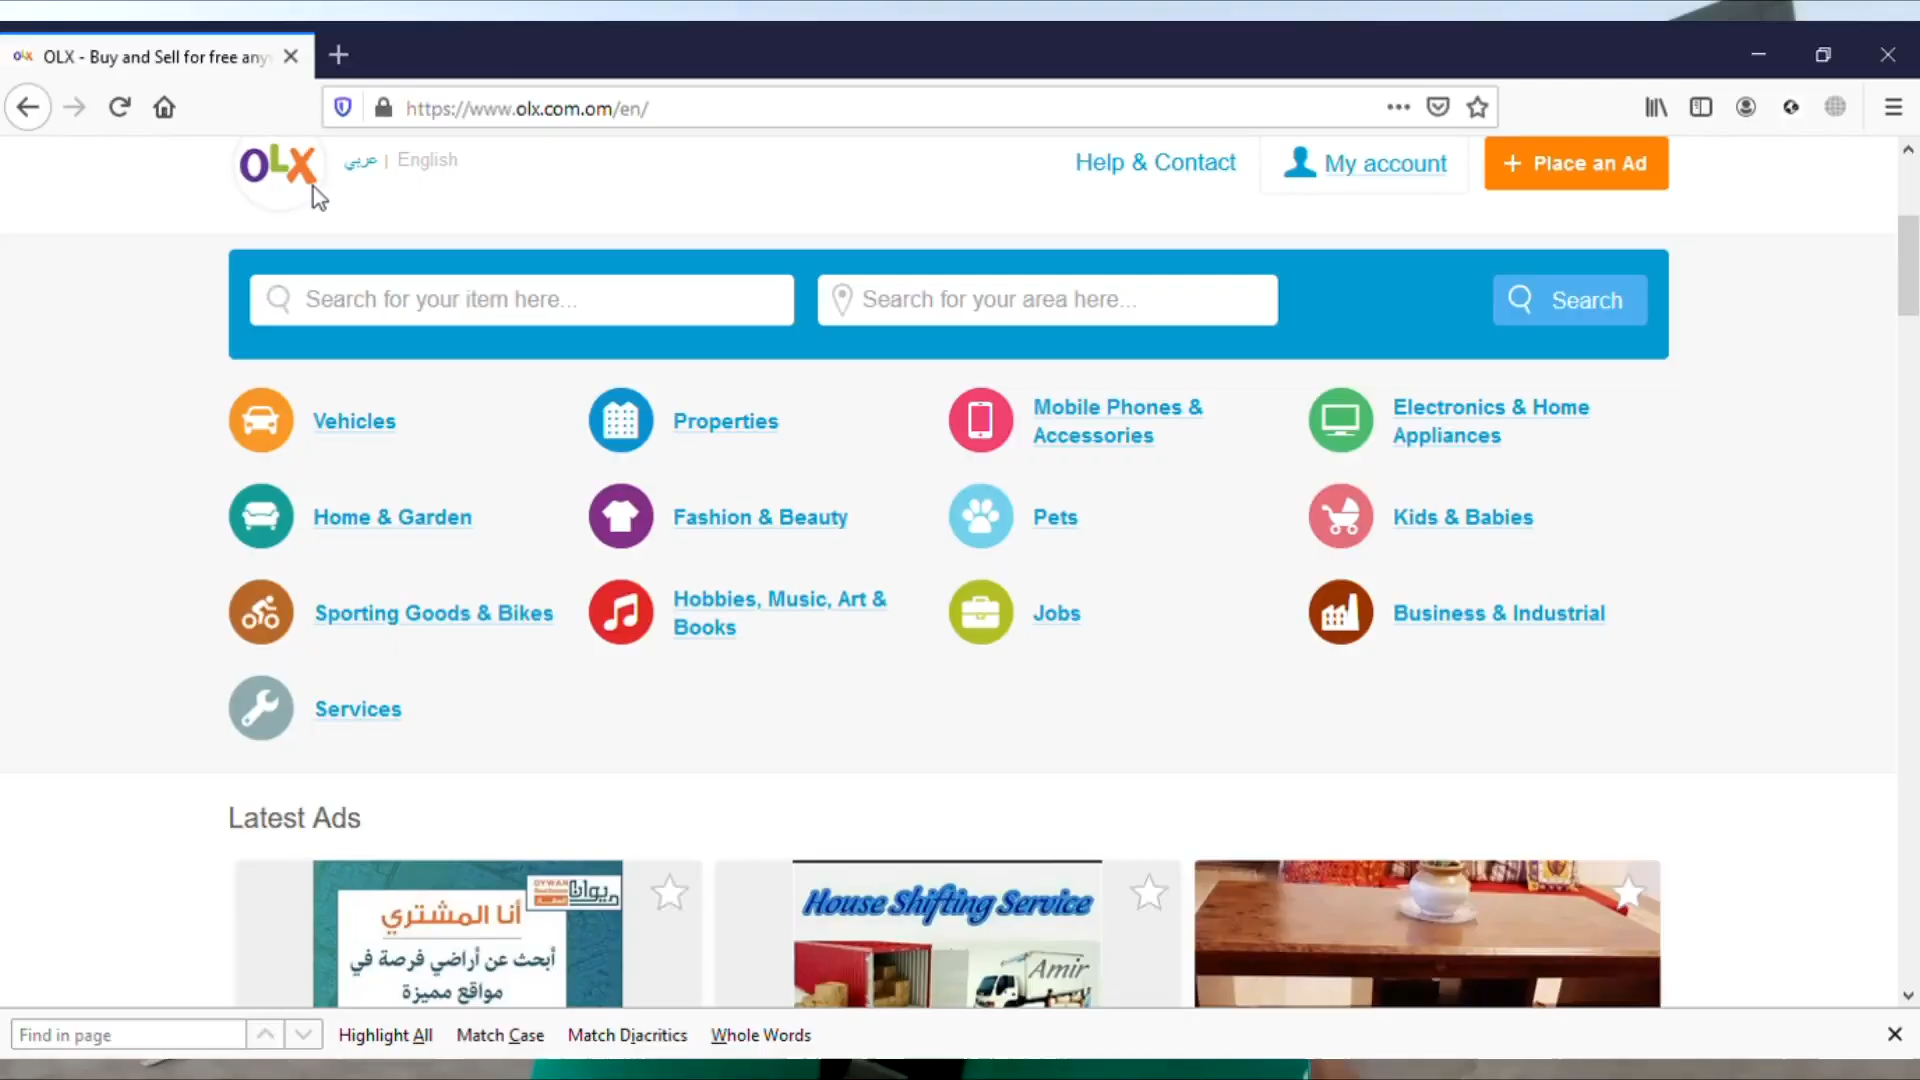 OLX OLX - Buy and Sell for free any
https://www.olx.com.om/en/
OLX عربي | English
Help & Contact
My account
+ Place an Ad
Search for your item here...
Search for your area here...
Search
Vehicles
Properties
Mobile Phones &
Accessories
Electronics & Home
Appliances
Home & Garden
Fashion & Beauty
Pets
Kids & Babies
Sporting Goods & Bikes
Hobbies, Music, Art &
Books
Jobs
Business & Industrial
Services
Latest Ads
ديوان
أنا المشتري
أبحث عن أراضي فرصة في
مواقع مميزة
House Shifting Service
Amir
Find in page
Highlight All
Match Case
Match Diacritics
Whole Words